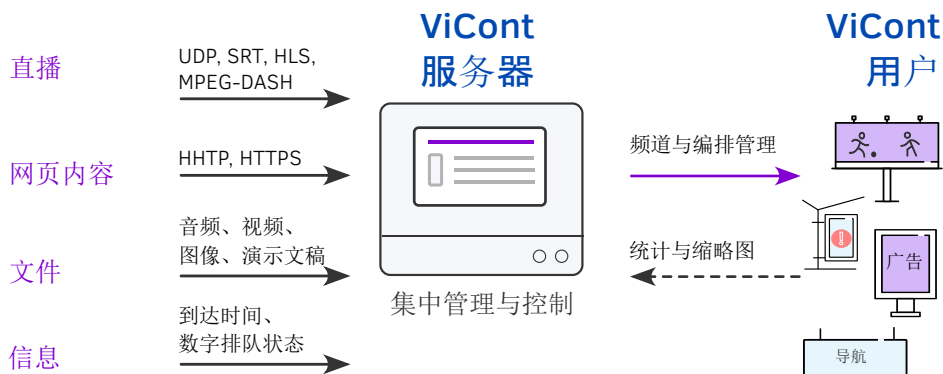 ViCont
服务器
ViCont
用户
直播
UDP, SRT, HLS,
MPEG-DASH
网页内容
HHTP, HTTPS
文件
音频、视频、
图像、演示文稿
信息
到达时间、
数字排队状态
集中管理与控制
频道与编排管理
统计与缩略图
广告
导航